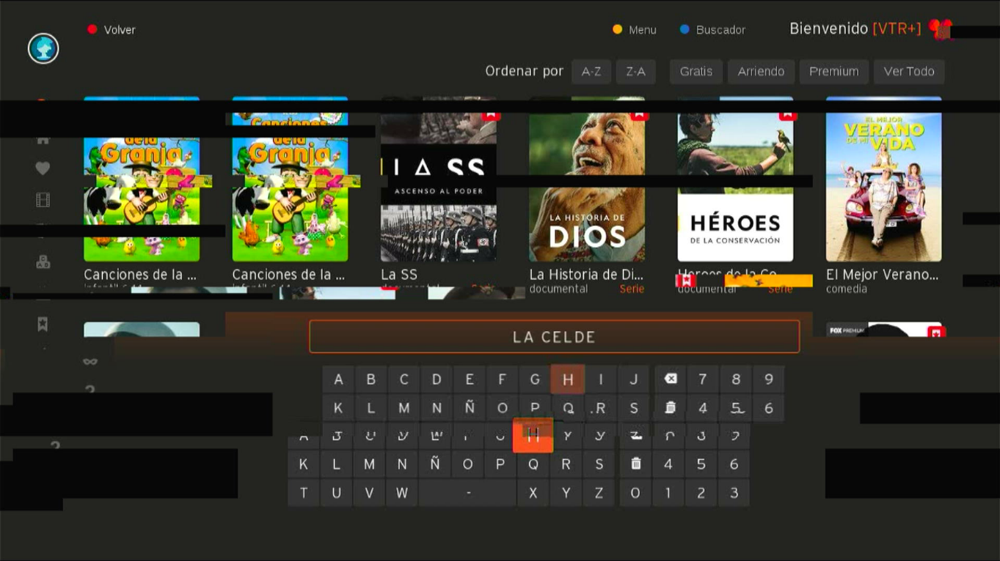 Volver
Menu
Buscador
Bienvenido [VTR+]
Ordenar por
A-Z
Z-A
Gratis
Arriendo
Premium
Ver Todo
de la
Granja
Canciones
de la
Granja
LA SS
ASCENSO AL PODER
LA HISTORIA DE
DIOS
HÉROES
DE LA CONSERVACIÓN
EL MEJOR
VERANO
DE MI VIDA
Canciones de la ...
Canciones de la ...
La SS
documental
Serie
La Historia de Di...
documental Serie
Heroes de la Co
documental Serie
El Mejor Verano...
comedia
FOX PREMIUM
LA CELDE
A B C D E F G H I J 7 8 9
K L M N Ñ O P Q R S 4 5 6
H
K L M N Ñ O P Q R S 4 5 6
T U V W - X Y Z 0 1 2 3